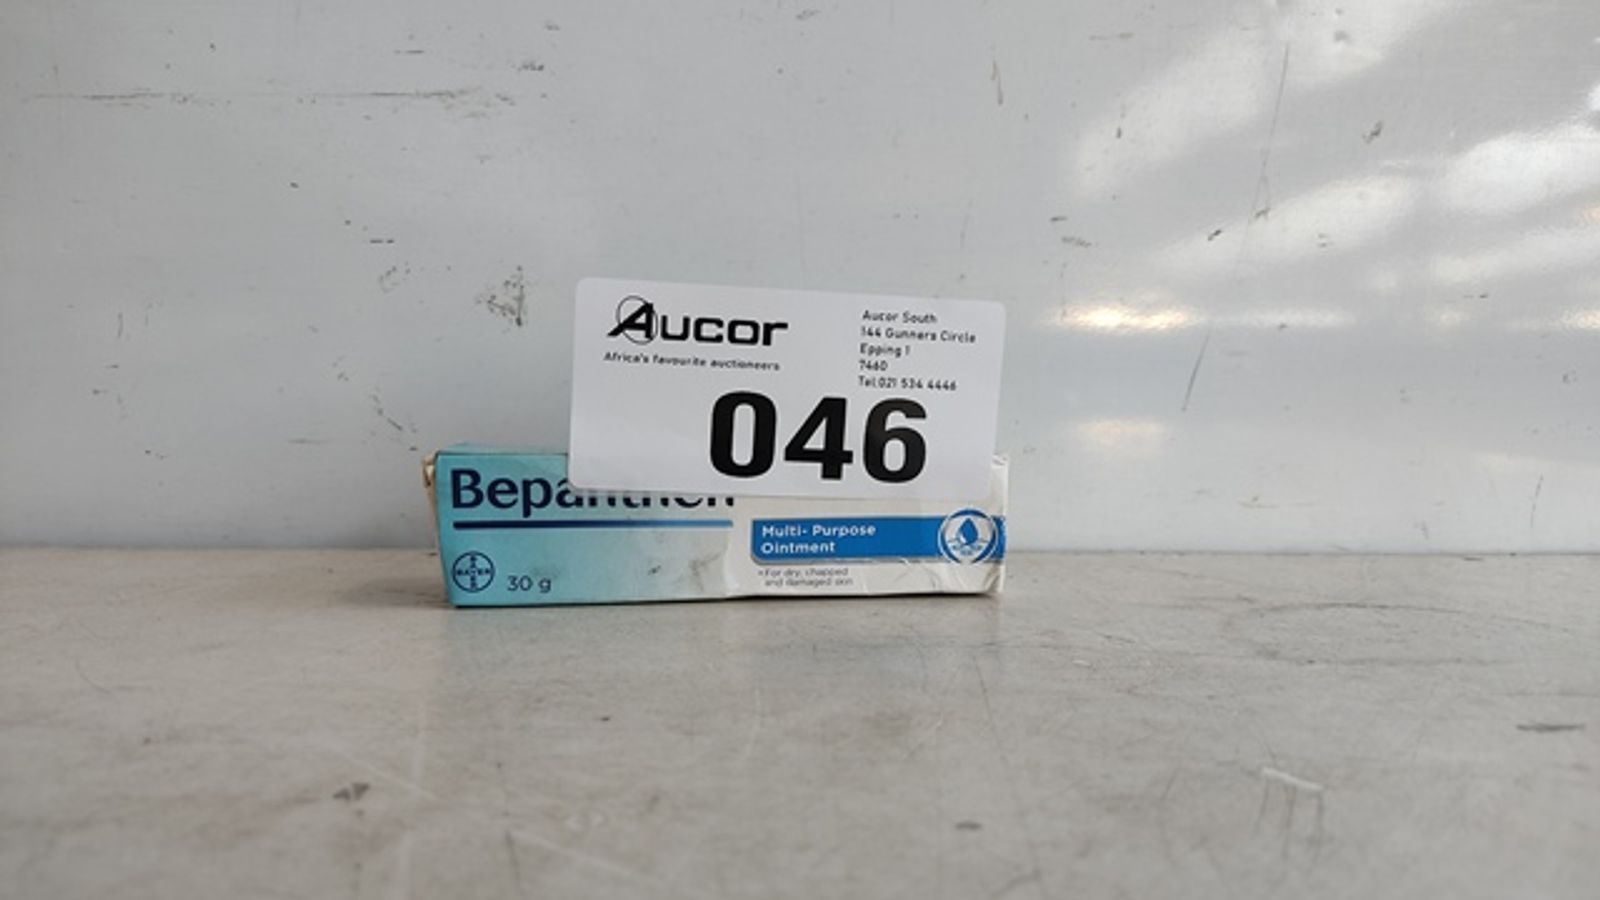 Aucor
Africa's favourite auctioneers
Aucor South
144 Gunners Circle
Epping 1
7460
Tel:021 534 4446
046
Bepanthen
Multi- Purpose
Ointment
For dry, chapped
and damaged skin
BAYER
30 g